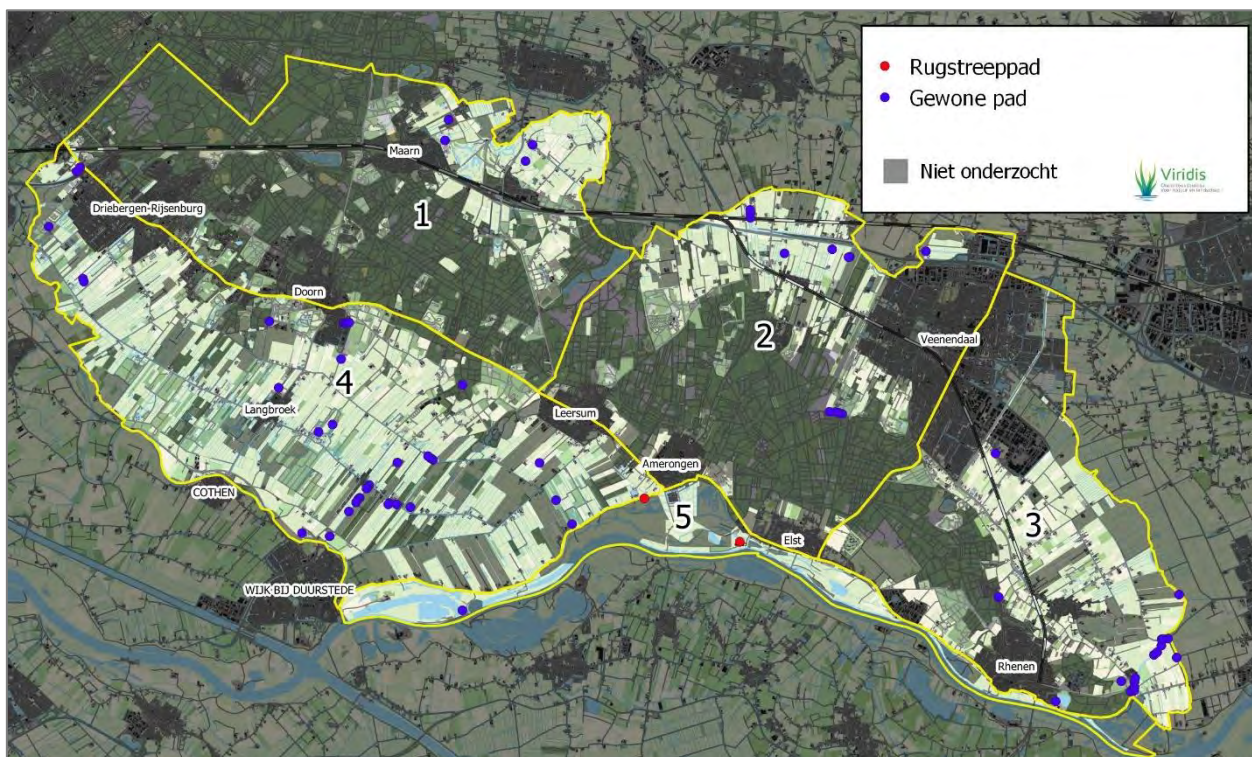 Rugstreeppad
Gewone pad
Niet onderzocht
Viridis
Maarn
1
Driebergen-Rijsenburg
Doorn
2
Veenendaal
4
Langbroek
Leersum
Amerongen
COTHEN
5
Elst
3
WIJK BIJ DUURSTEDE
Rhenen